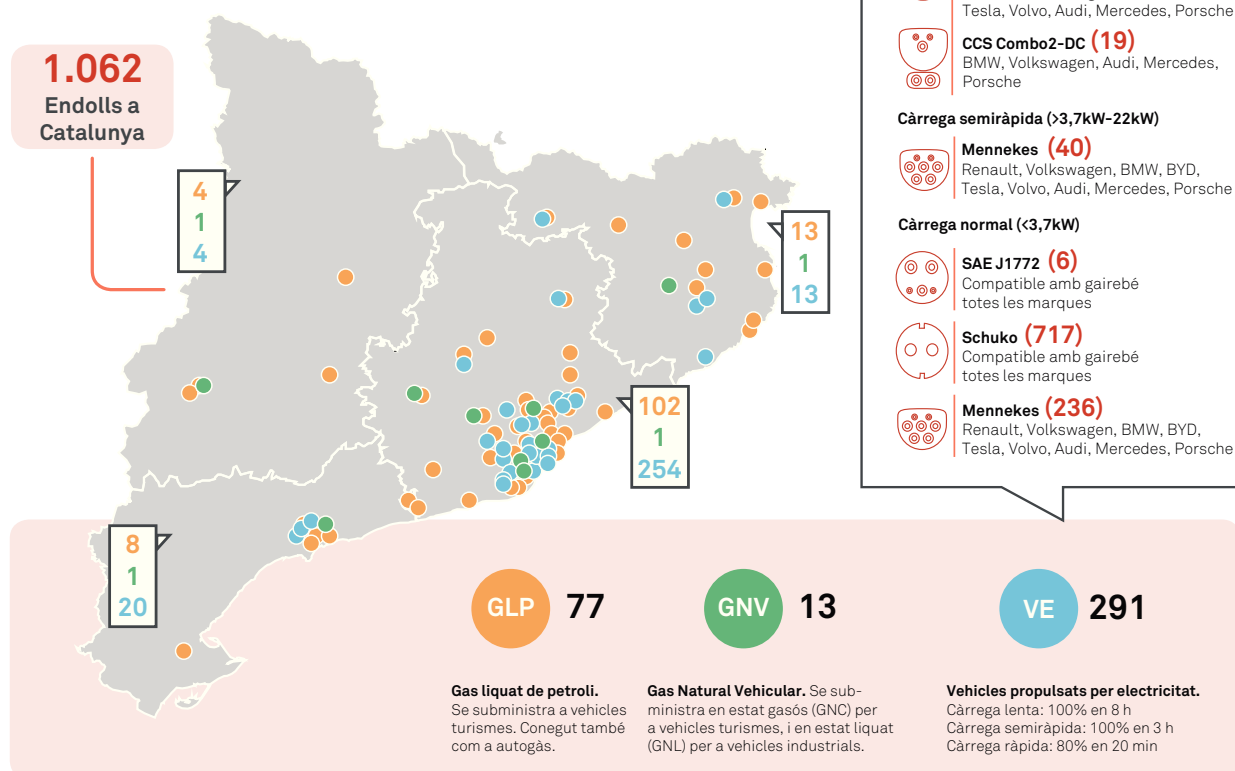 1.062
Endolls a
Catalunya
4
1
4
13
1
13
102
1
254
8
1
20
Tesla, Volvo, Audi, Mercedes, Porsche
CCS Combo2-DC (19)
BMW, Volkswagen, Audi, Mercedes,
Porsche
Càrrega semiràpida (>3,7kW-22kW)
Mennekes (40)
Renault, Volkswagen, BMW, BYD,
Tesla, Volvo, Audi, Mercedes, Porsche
Càrrega normal (<3,7kW)
SAE J1772 (6)
Compatible amb gairebé
totes les marques
Schuko (717)
Compatible amb gairebé
totes les marques
Mennekes (236)
Renault, Volkswagen, BMW, BYD,
Tesla, Volvo, Audi, Mercedes, Porsche
GLP 77
Gas liquat de petroli.
Se subministra a vehicles
turismes. Conegut també
com a autogàs.
GNV 13
Gas Natural Vehicular. Se sub-
ministra en estat gasós (GNC) per
a vehicles turismes, i en estat liquat
(GNL) per a vehicles industrials.
VE 291
Vehicles propulsats per electricitat.
Càrrega lenta: 100% en 8 h
Càrrega semiràpida: 100% en 3 h
Càrrega ràpida: 80% en 20 min